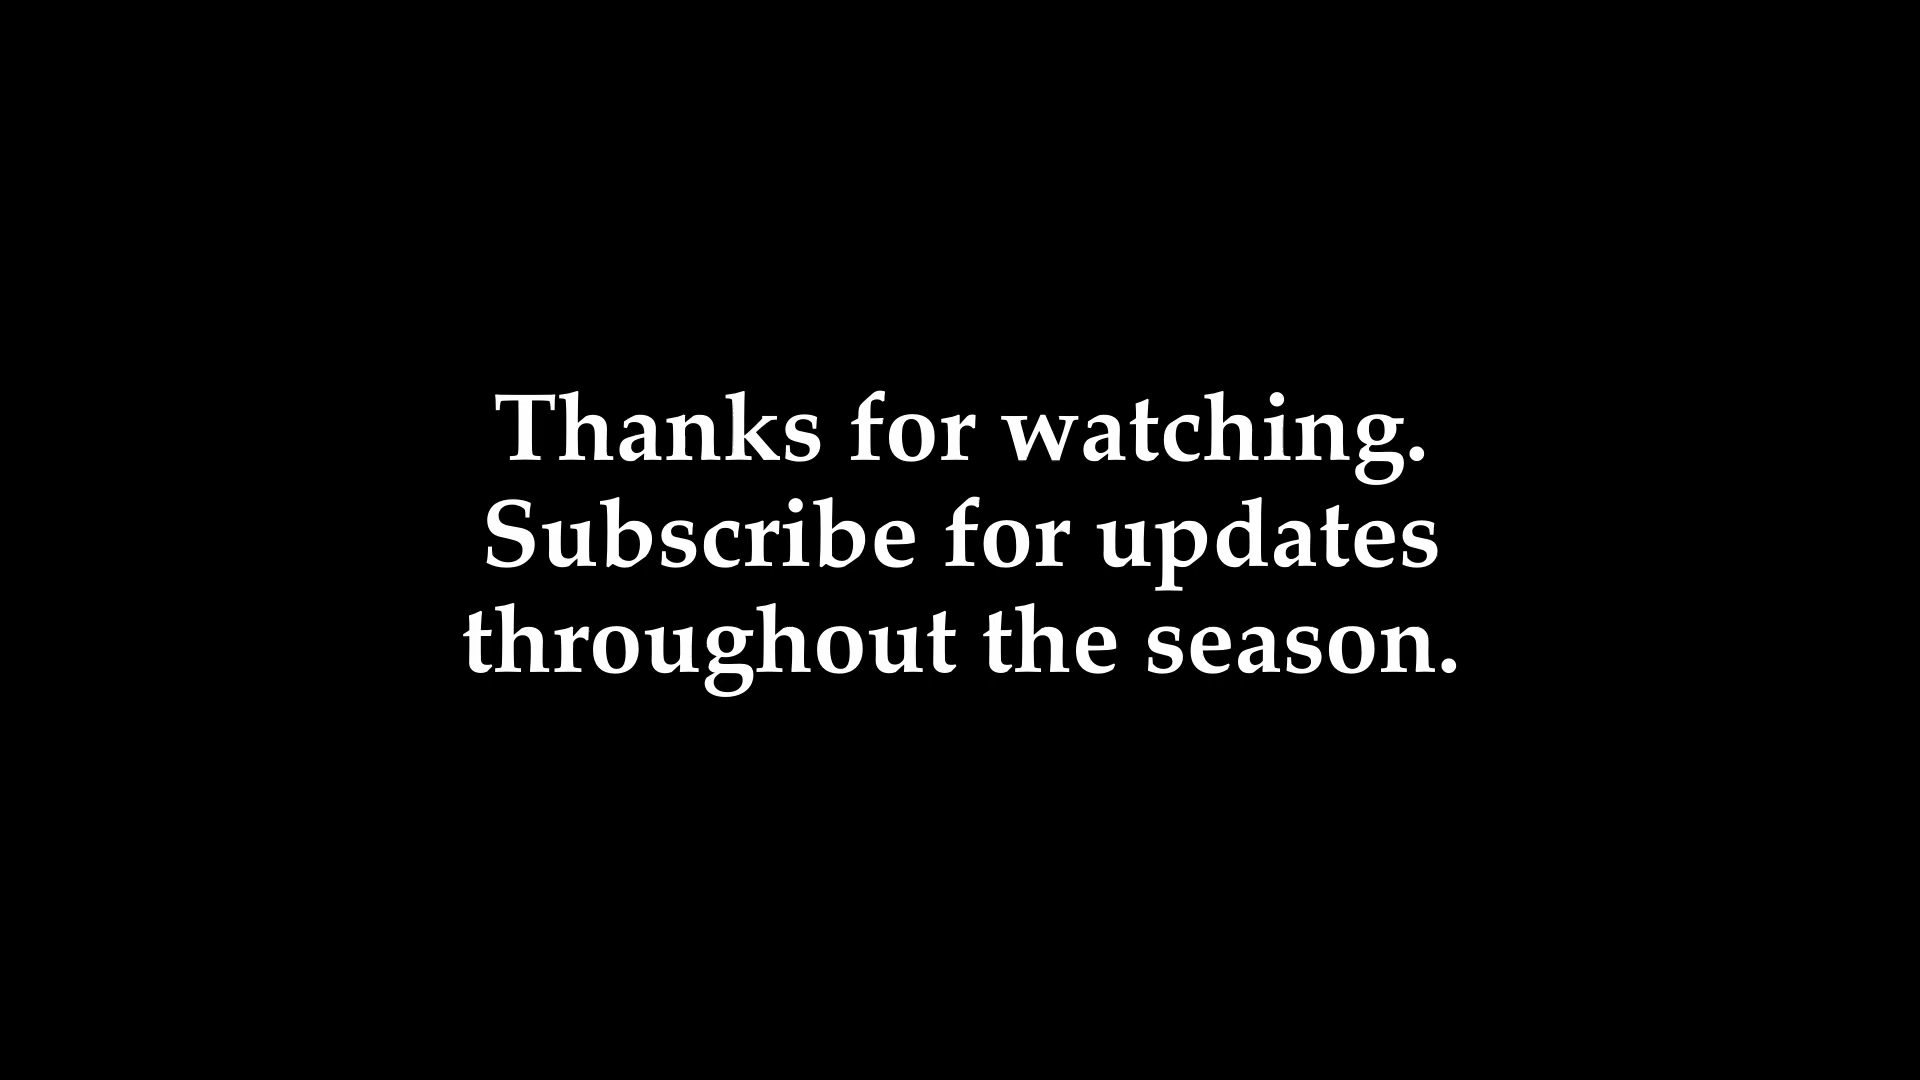 Thanks for watching.
Subscribe for updates
throughout the season.